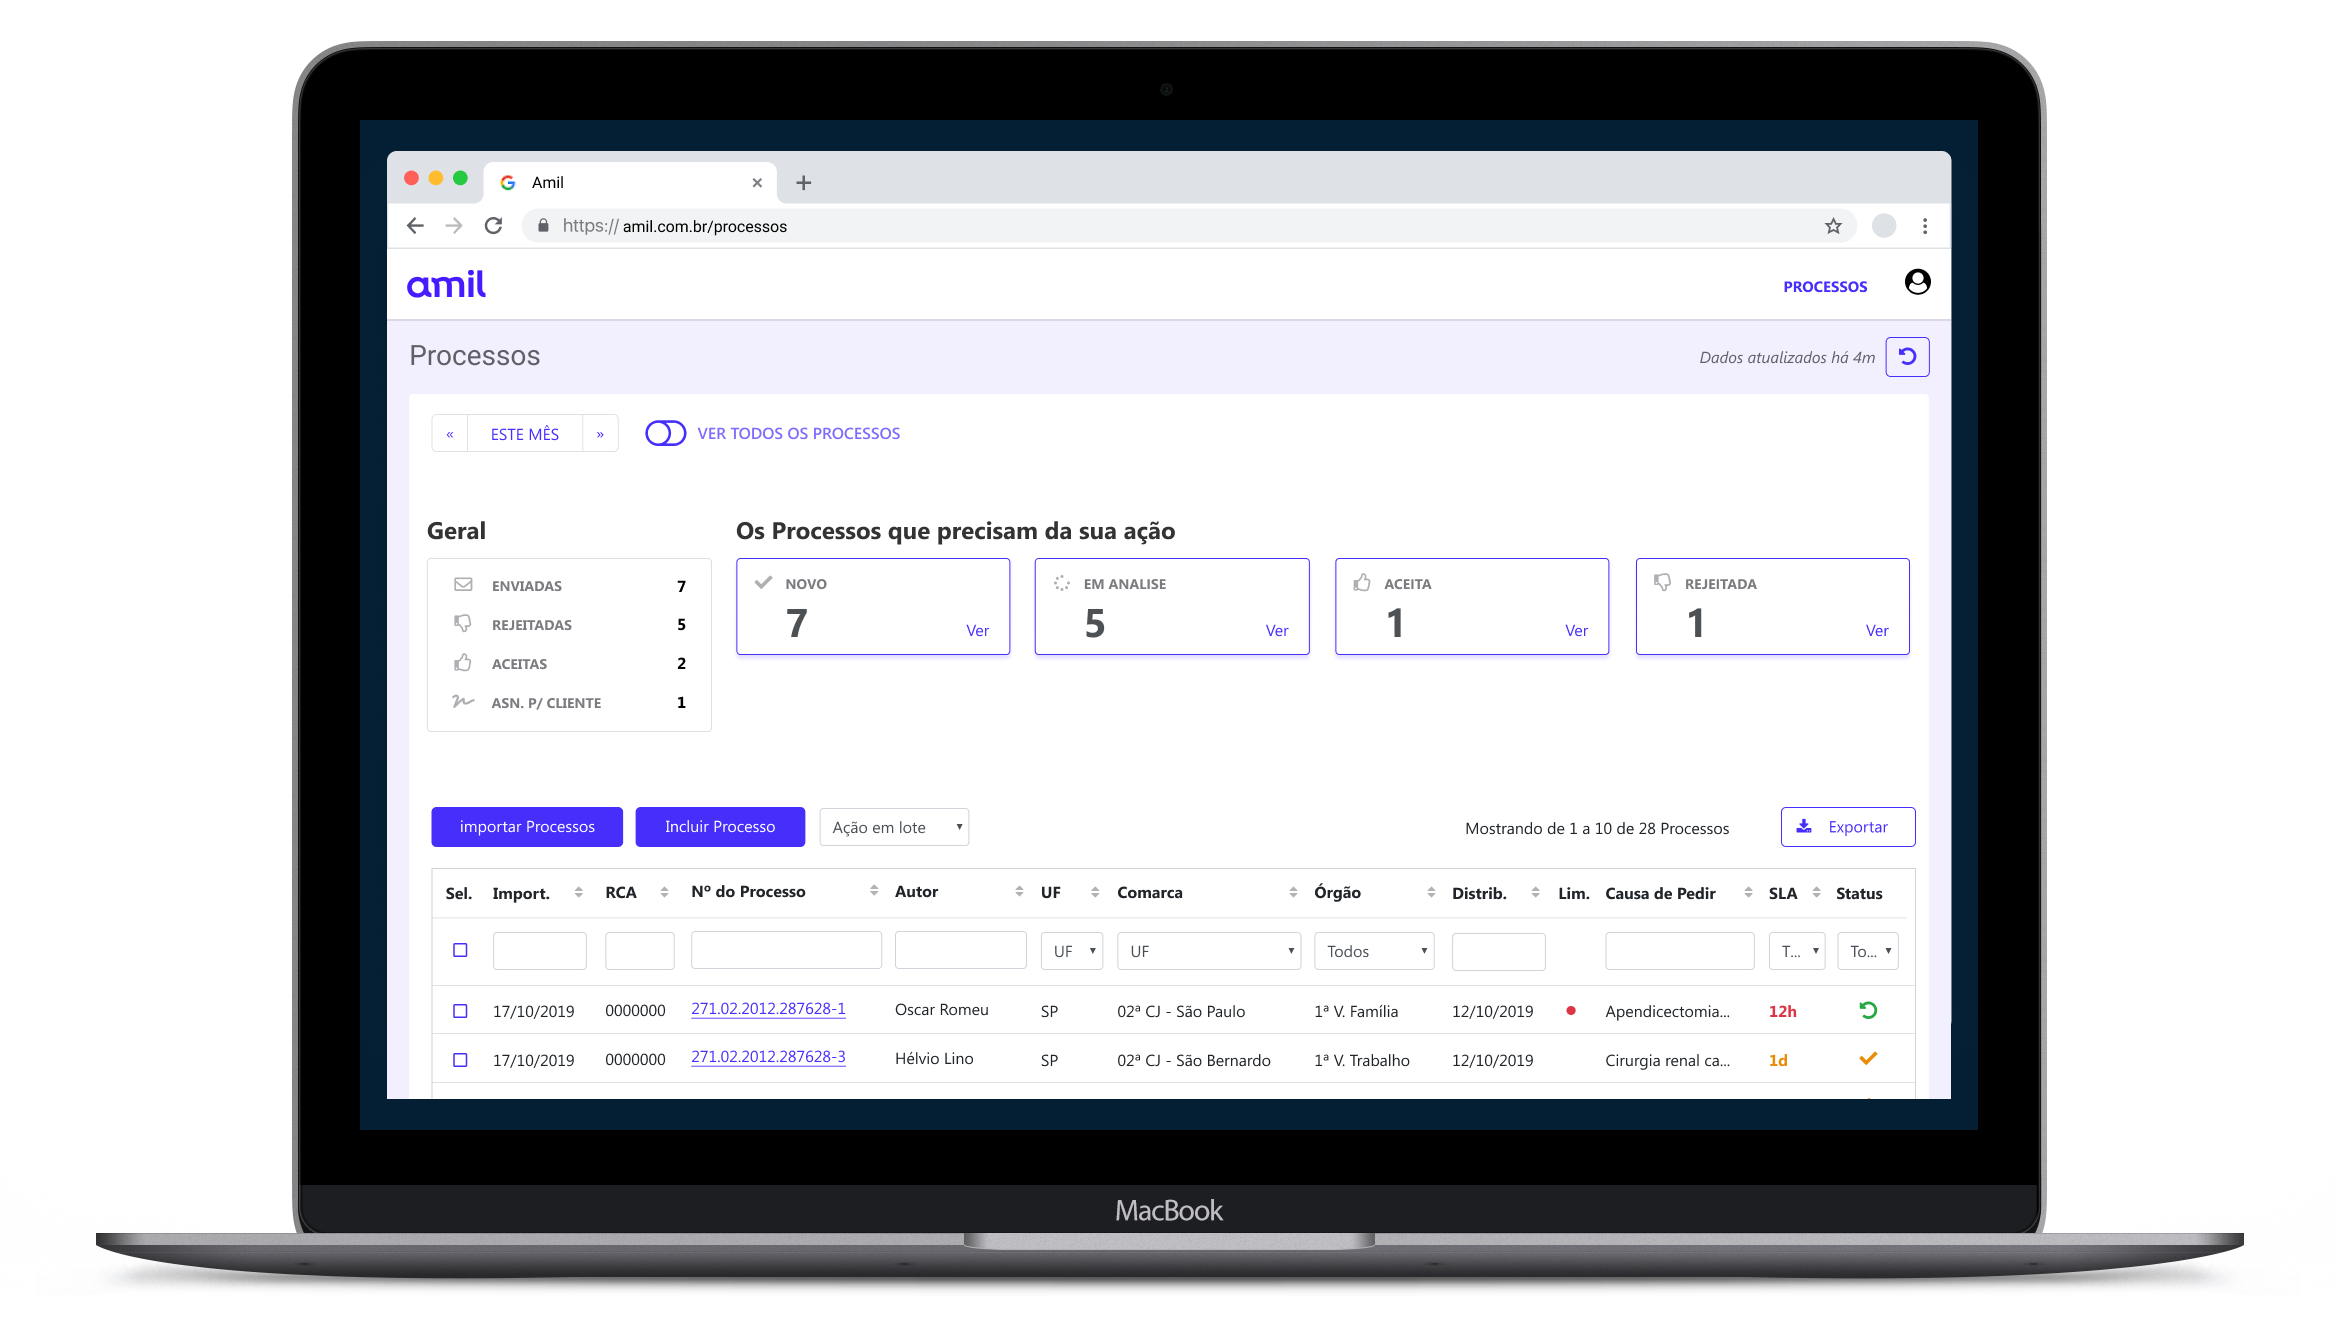 Amil
https:// amil.com.br/processos
amil
PROCESSOS
Processos
Dados atualizados há 4m
« ESTE MÊS »
VER TODOS OS PROCESSOS
Geral
ENVIADAS 7
REJEITADAS 5
ACEITAS 2
ASN. P/ CLIENTE 1
Os Processos que precisam da sua ação
NOVO
7 Ver
EM ANALISE
5 Ver
ACEITA
1 Ver
REJEITADA
1 Ver
importar Processos Incluir Processo Ação em lote Mostrando de 1 a 10 de 28 Processos Exportar
Sel. Import. RCA Nº do Processo Autor UF Comarca Órgão Distrib. Lim. Causa de Pedir SLA Status
UF UF Todos T... To...
17/10/2019 0000000 271.02.2012.287628-1 Oscar Romeu SP 02ª CJ - São Paulo 1ª V. Família 12/10/2019 Apendicectomia... 12h
17/10/2019 0000000 271.02.2012.287628-3 Hélvio Lino SP 02ª CJ - São Bernardo 1ª V. Trabalho 12/10/2019 Cirurgia renal ca... 1d
MacBook